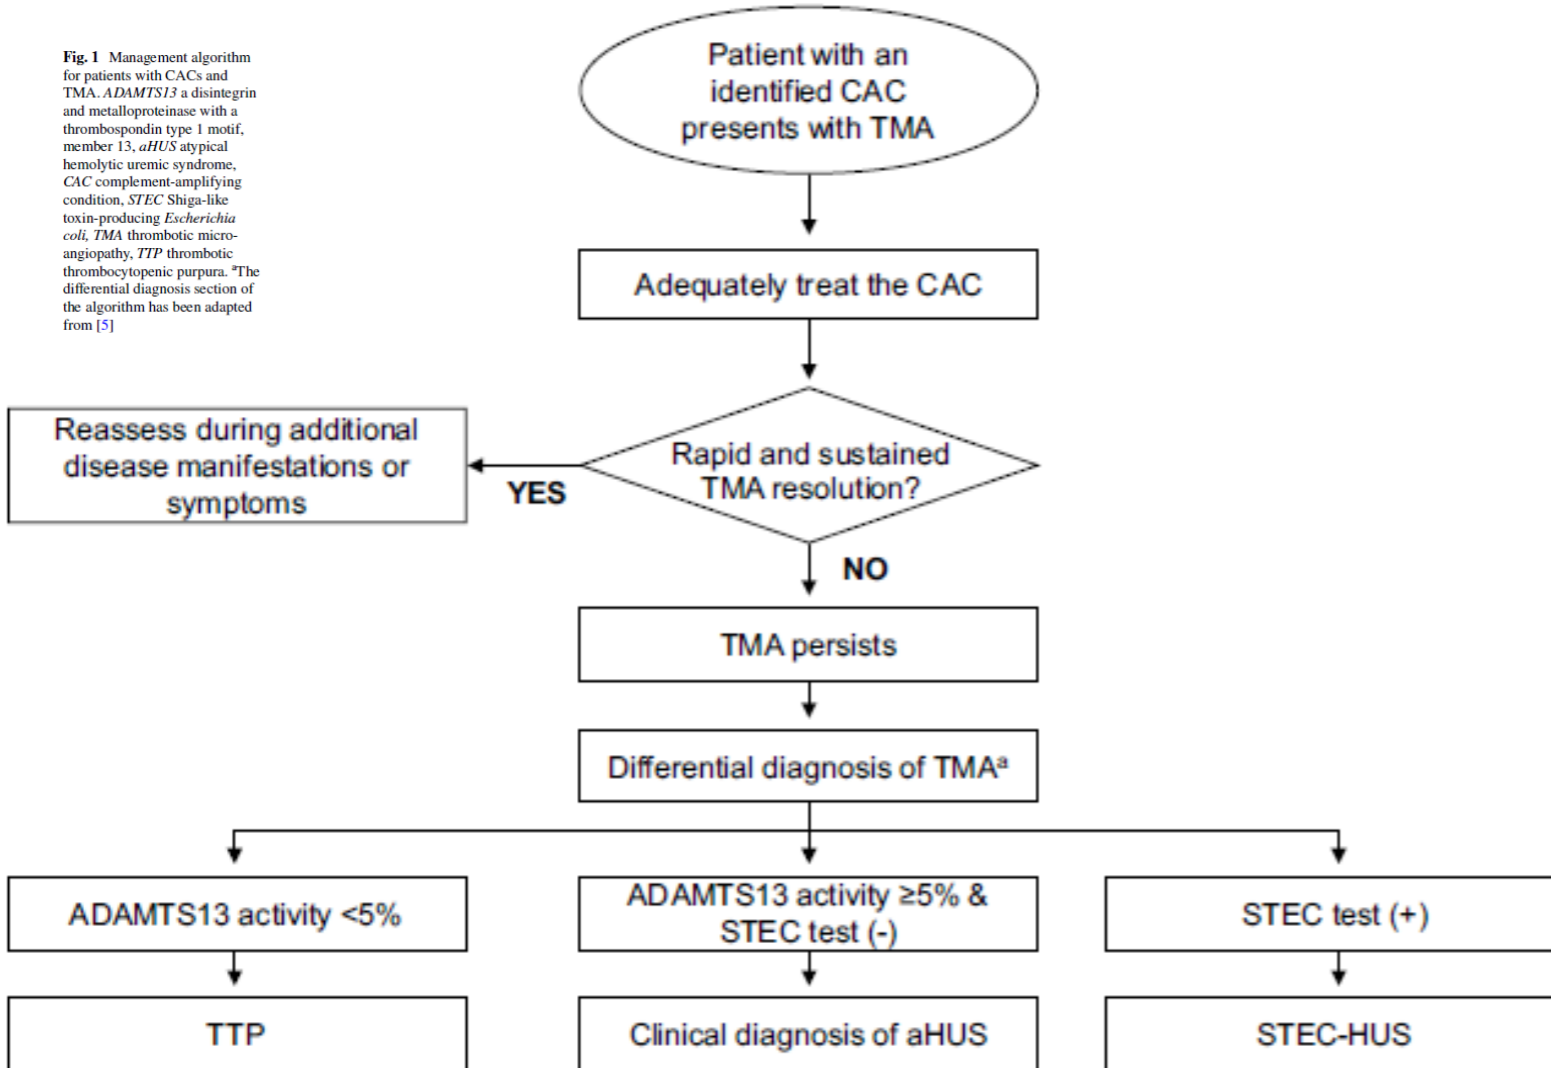 Fig. 1 Management algorithm
for patients with CACs and
TMA. ADAMTS13 a disintegrin
and metalloproteinase with a
thrombospondin type 1 motif,
member 13, aHUS atypical
hemolytic uremic syndrome,
CAC complement-amplifying
condition, STEC Shiga-like
toxin-producing Escherichia
coli, TMA thrombotic micro-
angiopathy, TTP thrombotic
thrombocytopenic purpura. ᵃThe
differential diagnosis section of
the algorithm has been adapted
from [5]
Patient with an
identified CAC
presents with TMA
Adequately treat the CAC
Rapid and sustained
TMA resolution?
YES
Reassess during additional
disease manifestations or
symptoms
NO
TMA persists
Differential diagnosis of TMAᵃ
ADAMTS13 activity <5%
ADAMTS13 activity ≥5% &
STEC test (-)
STEC test (+)
TTP
Clinical diagnosis of aHUS
STEC-HUS